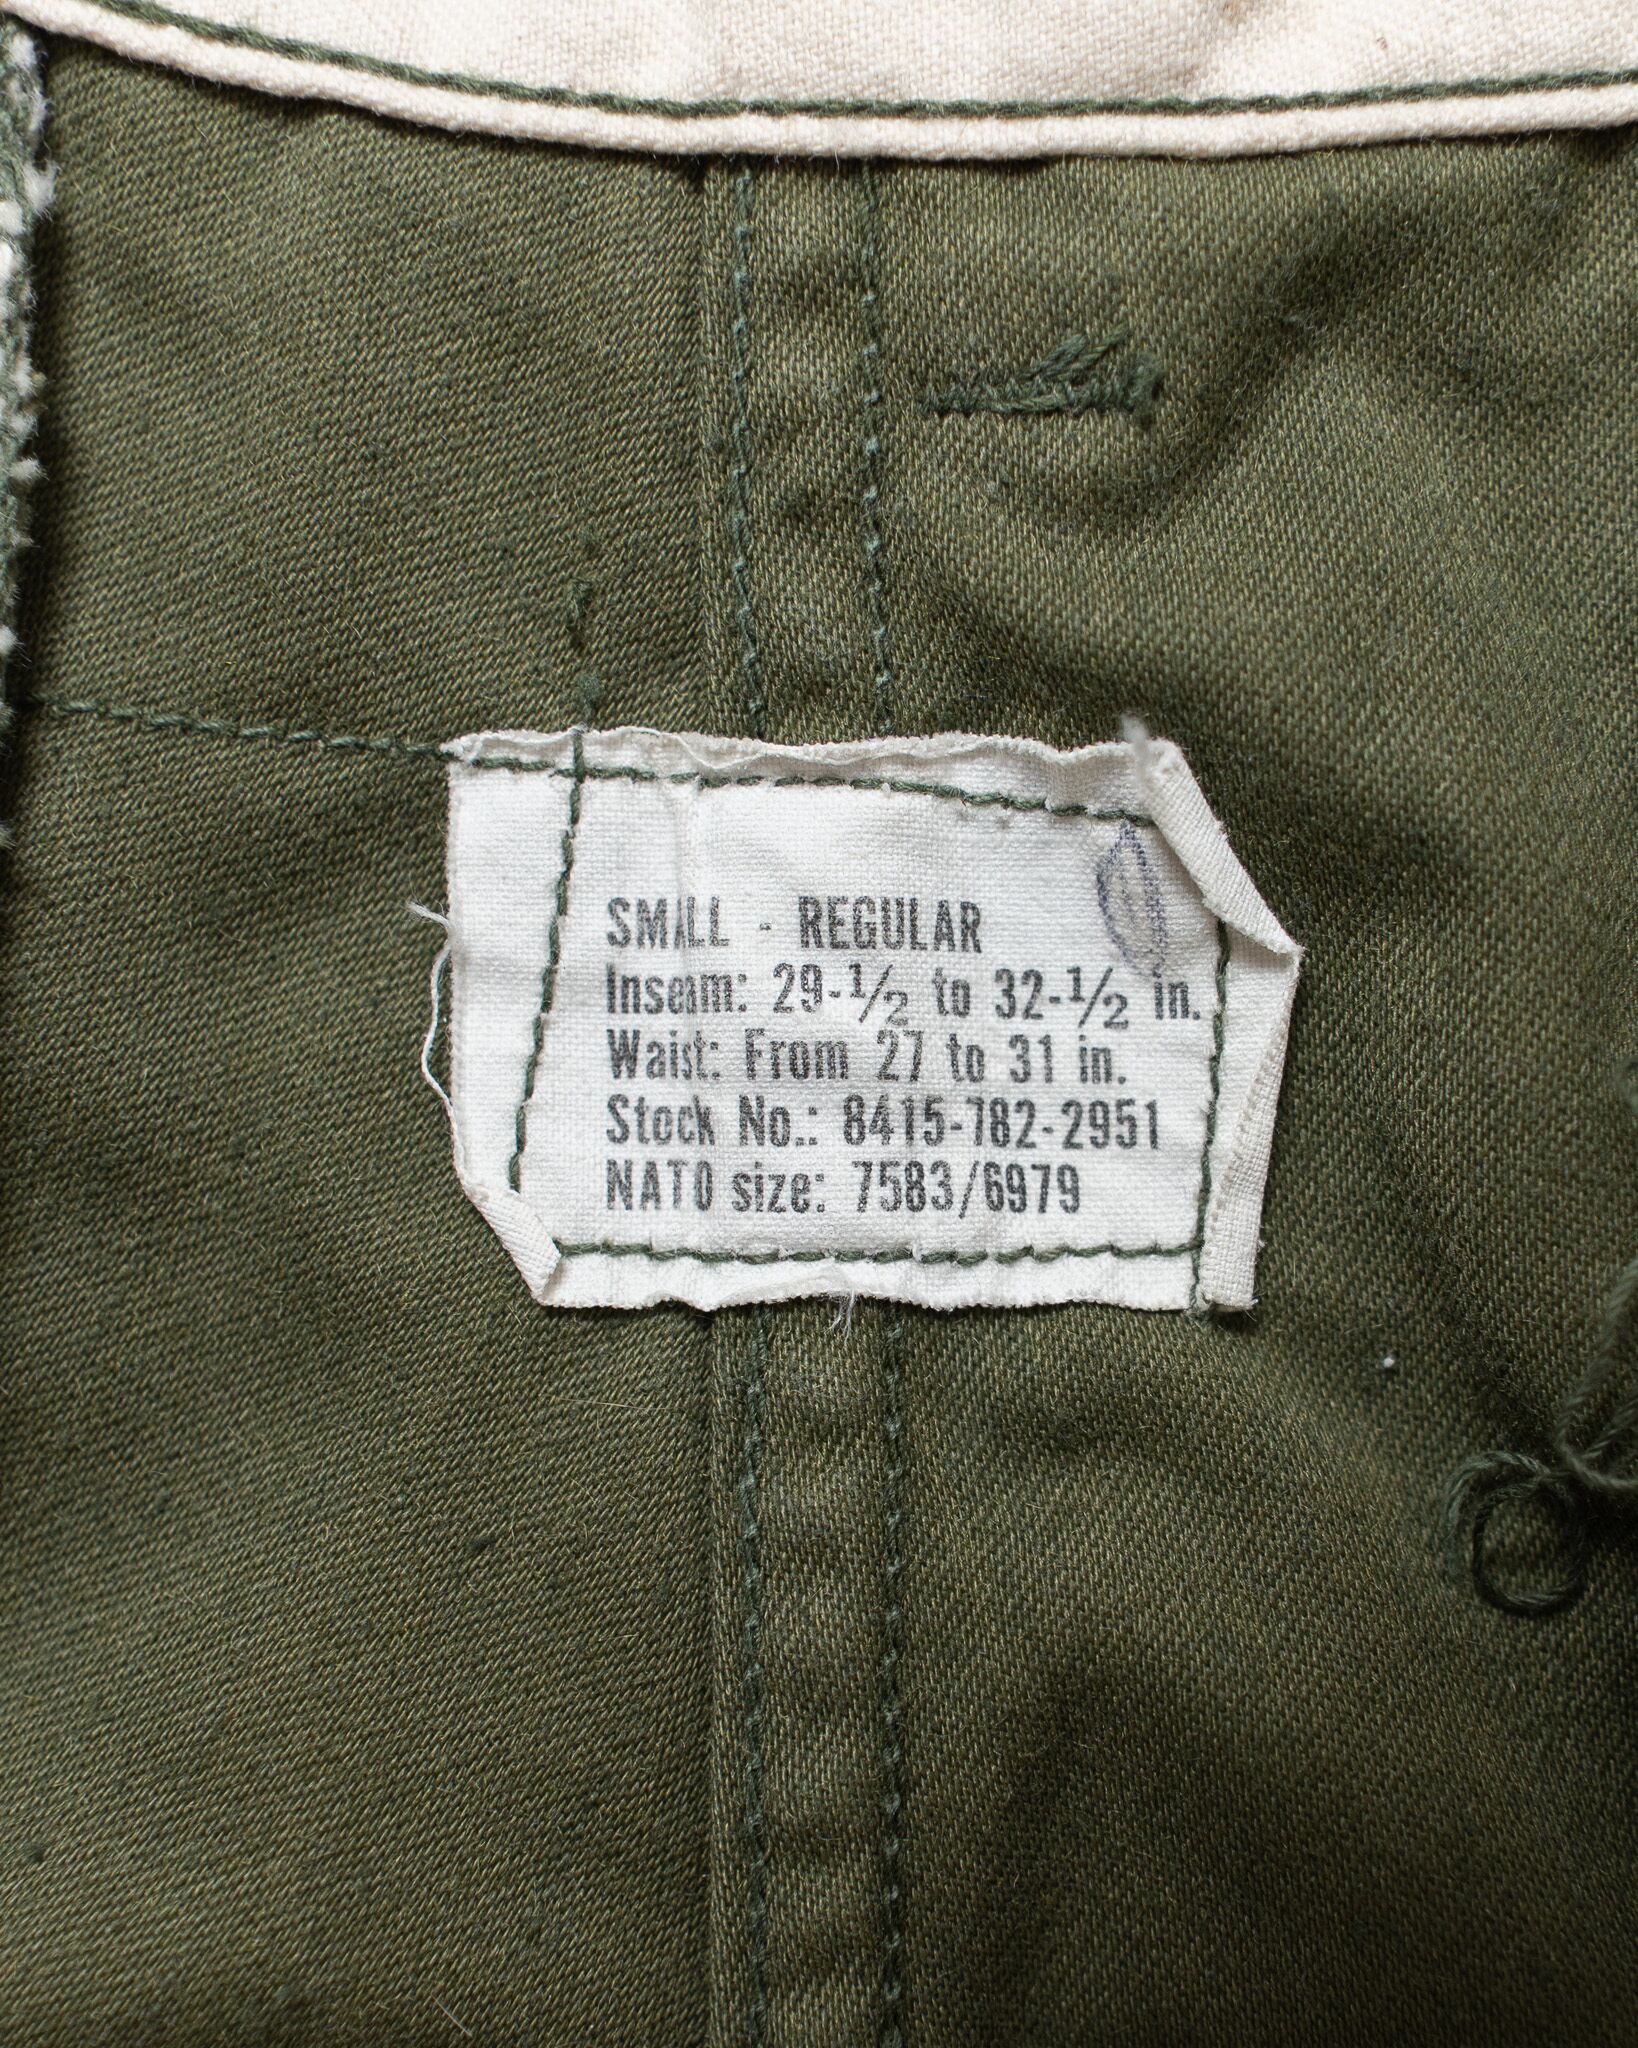 SMALL - REGULAR
Inseam: 29-1/2 to 32-1/2 in.
Waist: From 27 to 31 in.
Stock No.: 8415-782-2951
NATO size: 7583/6979